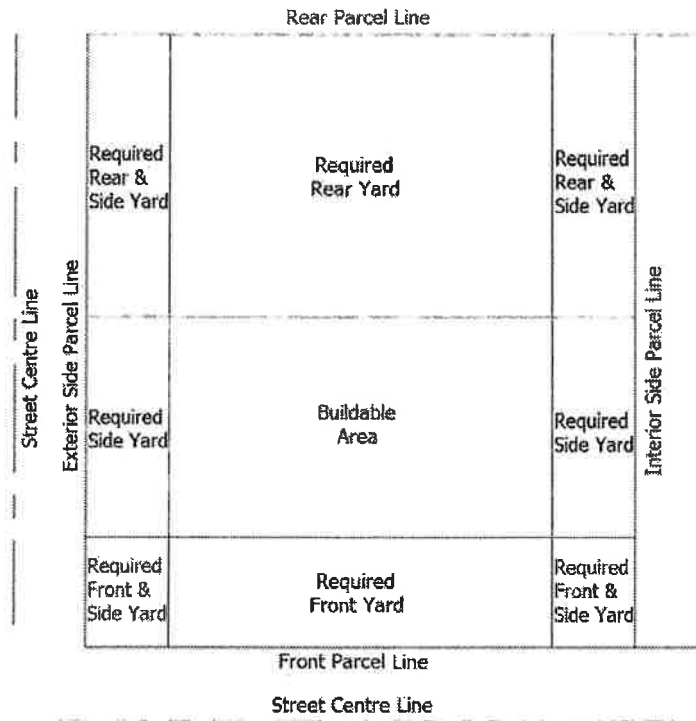 Rear Parcel Line
Required
Rear &
Side Yard
Required
Rear Yard
Required
Rear &
Side Yard
Street Centre Line
Exterior Side Parcel Line
Interior Side Parcel Line
Required
Side Yard
Buildable
Area
Required
Side Yard
Required
Front &
Side Yard
Required
Front Yard
Required
Front &
Side Yard
Front Parcel Line
Street Centre Line